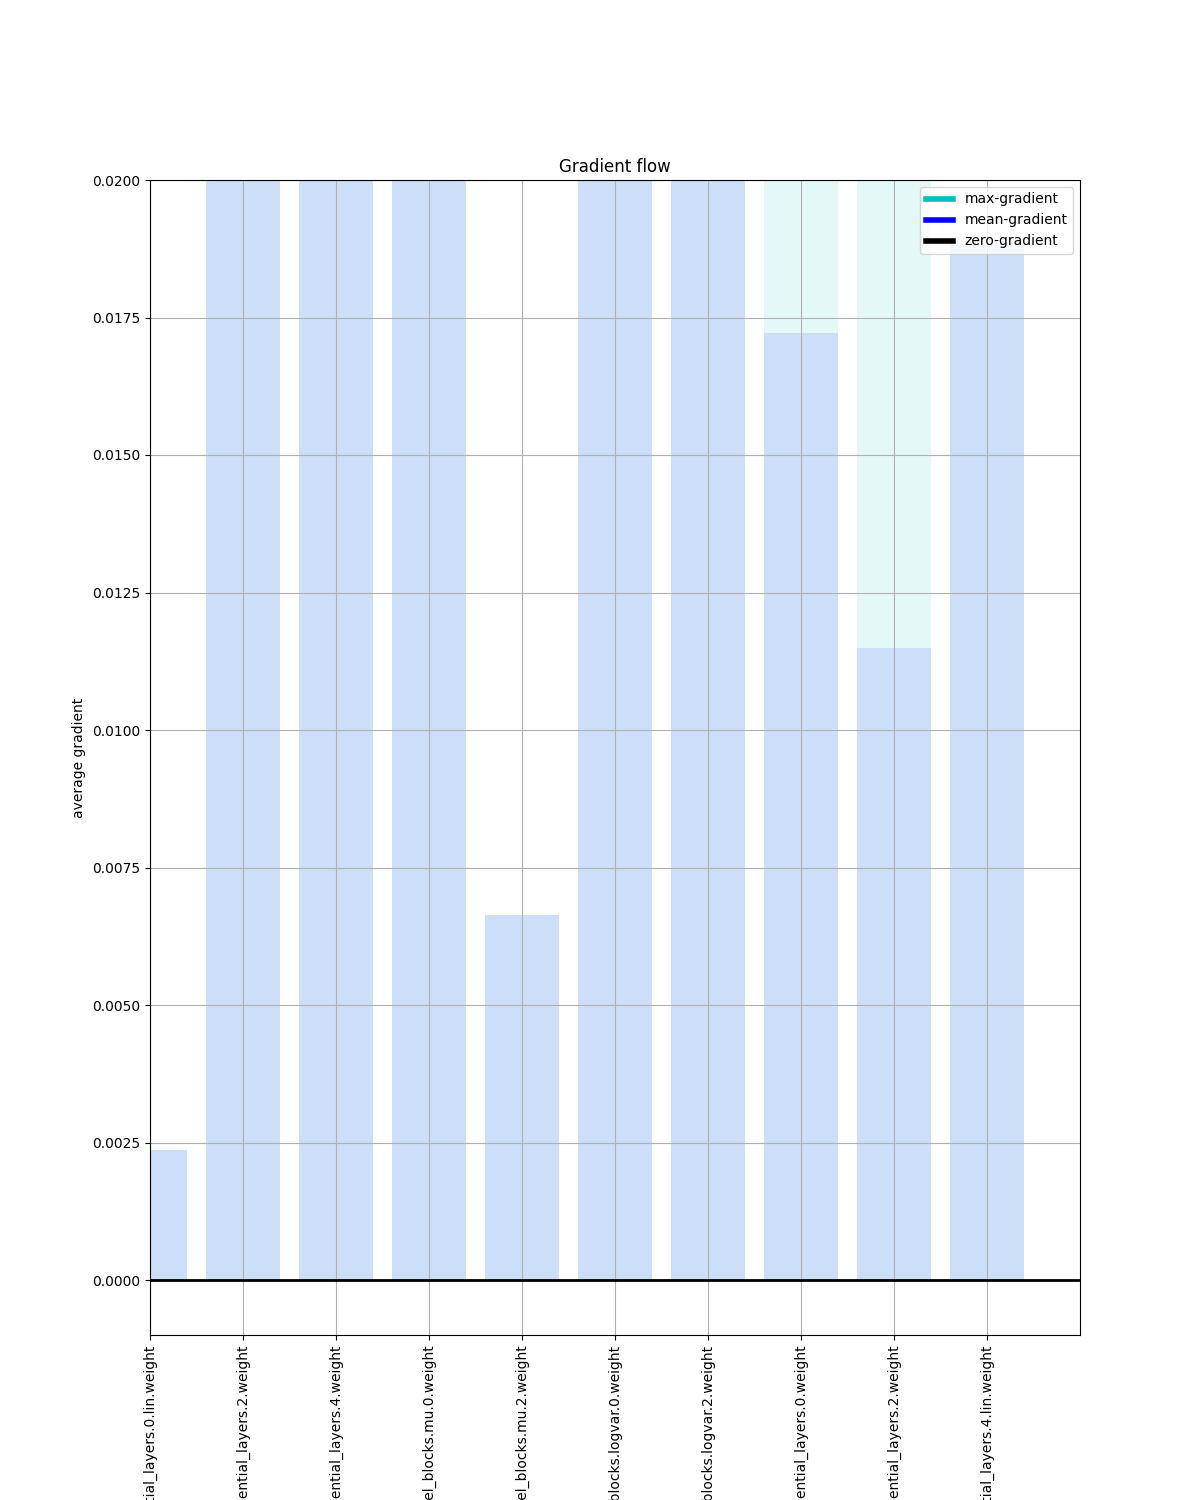 Gradient flow
max-gradient
mean-gradient
zero-gradient
0.0200
0.0175
0.0150
0.0125
0.0100
0.0075
0.0050
0.0025
0.0000
average gradient
tial_layers.0.lin.weight
ential_layers.2.weight
ential_layers.4.weight
el_blocks.mu.0.weight
el_blocks.mu.2.weight
blocks.logvar.0.weight
blocks.logvar.2.weight
ential_layers.0.weight
ential_layers.2.weight
tial_layers.4.lin.weight